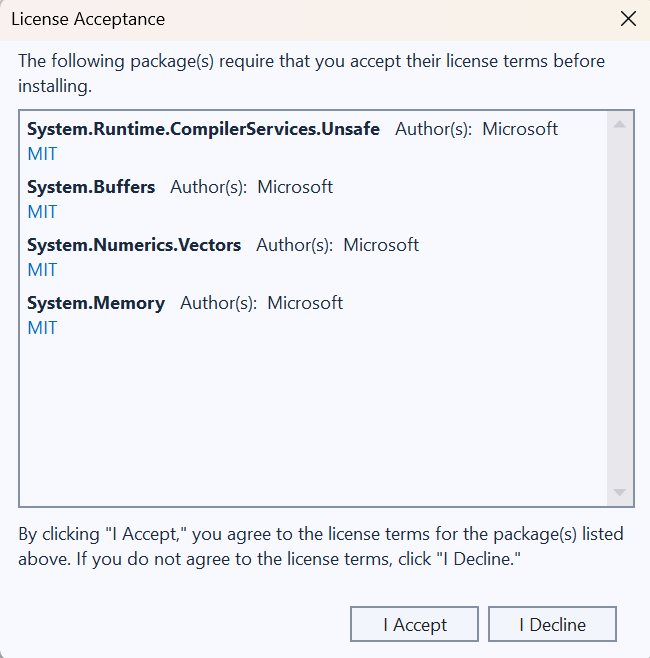 License Acceptance
The following package(s) require that you accept their license terms before
installing.
System.Runtime.CompilerServices.Unsafe Author(s): Microsoft
MIT
System.Buffers Author(s): Microsoft
MIT
System.Numerics.Vectors Author(s): Microsoft
MIT
System.Memory Author(s): Microsoft
MIT
By clicking "I Accept," you agree to the license terms for the package(s) listed
above. If you do not agree to the license terms, click "I Decline."
I Accept I Decline